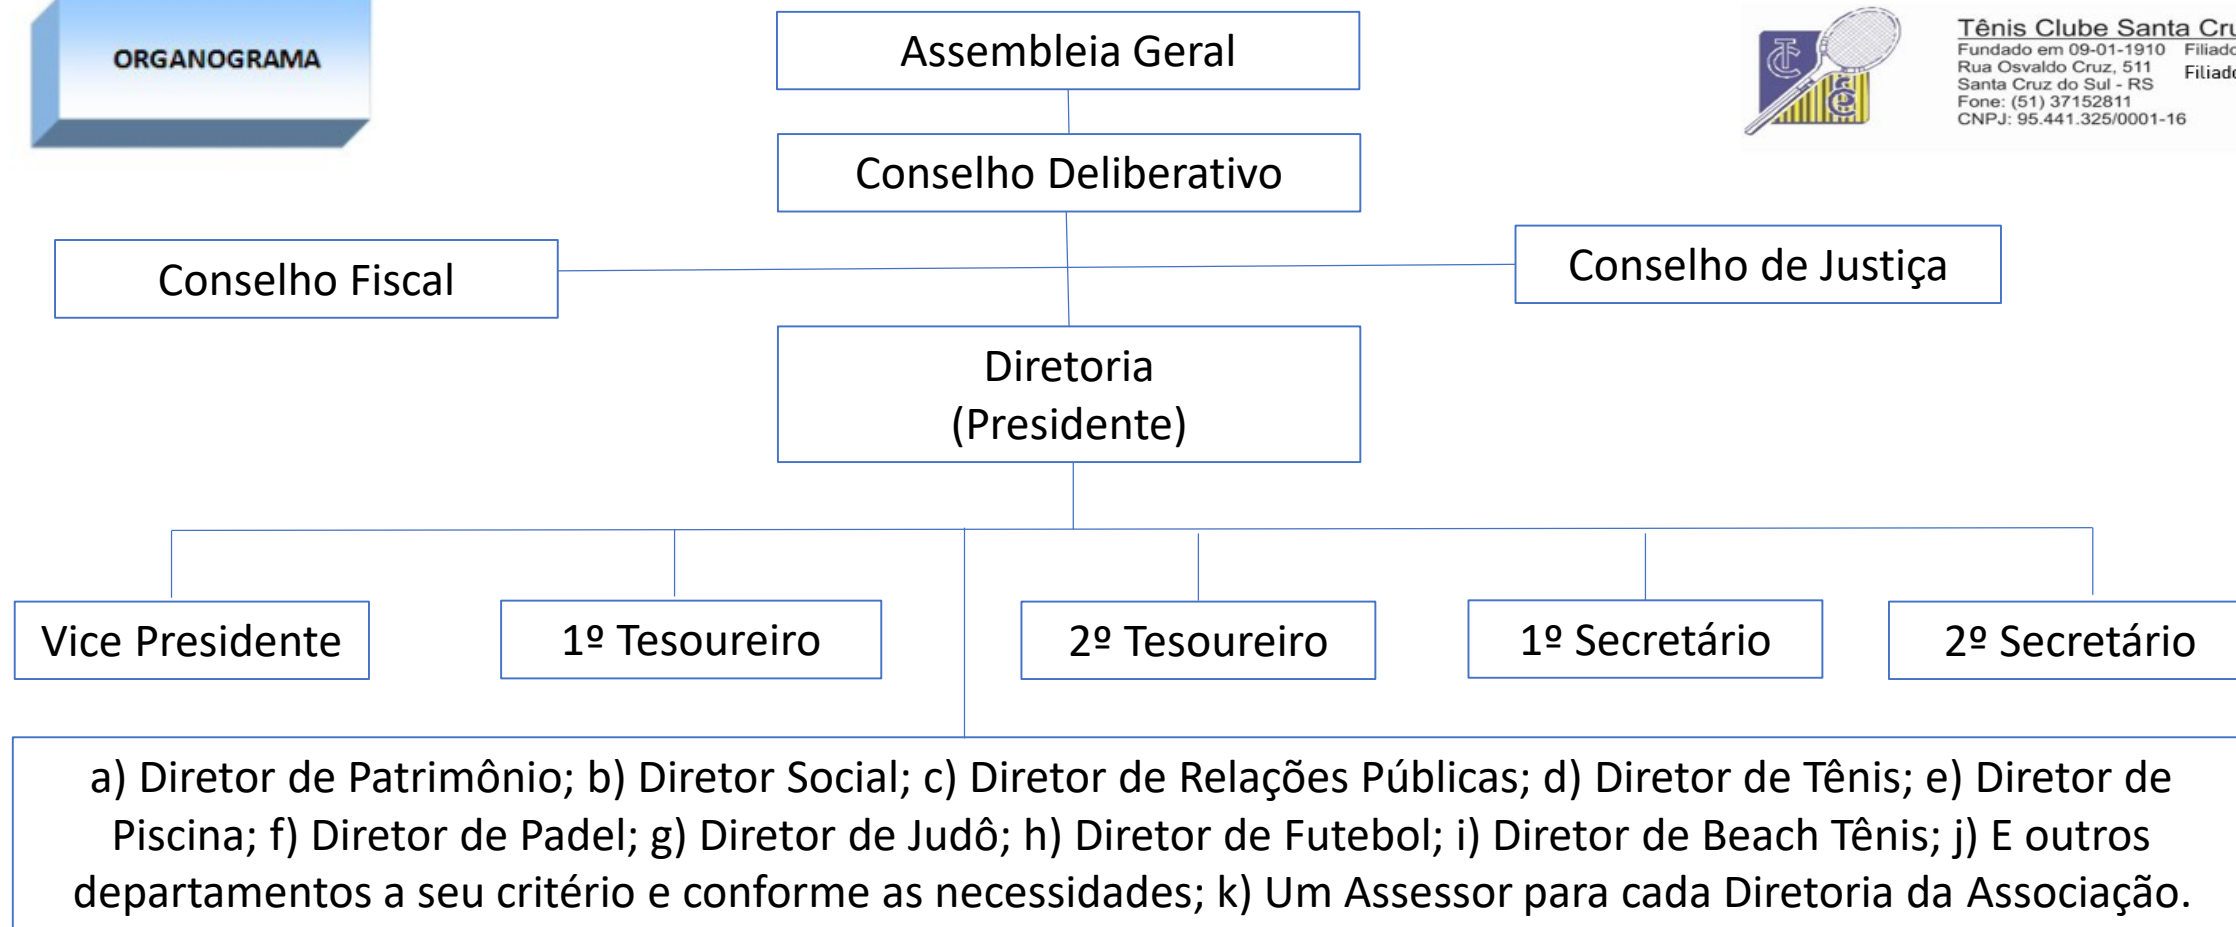 ORGANOGRAMA
Assembleia Geral
Tênis Clube Santa
Fundado em 09-01-1910
Rua Osvaldo Cruz, 511
Santa Cruz do Sul - RS
Fone: (51) 37152811
CNPJ: 95.441.325/0001-16
Conselho Deliberativo
Conselho Fiscal
Conselho de Justiça
Diretoria
(Presidente)
Vice Presidente
1º Tesoureiro
2º Tesoureiro
1º Secretário
2º Secretário
a) Diretor de Patrimônio; b) Diretor Social; c) Diretor de Relações Públicas; d) Diretor de Tênis; e) Diretor de
Piscina; f) Diretor de Padel; g) Diretor de Judô; h) Diretor de Futebol; i) Diretor de Beach Tênis; j) E outros
departamentos a seu critério e conforme as necessidades; k) Um Assessor para cada Diretoria da Associação.